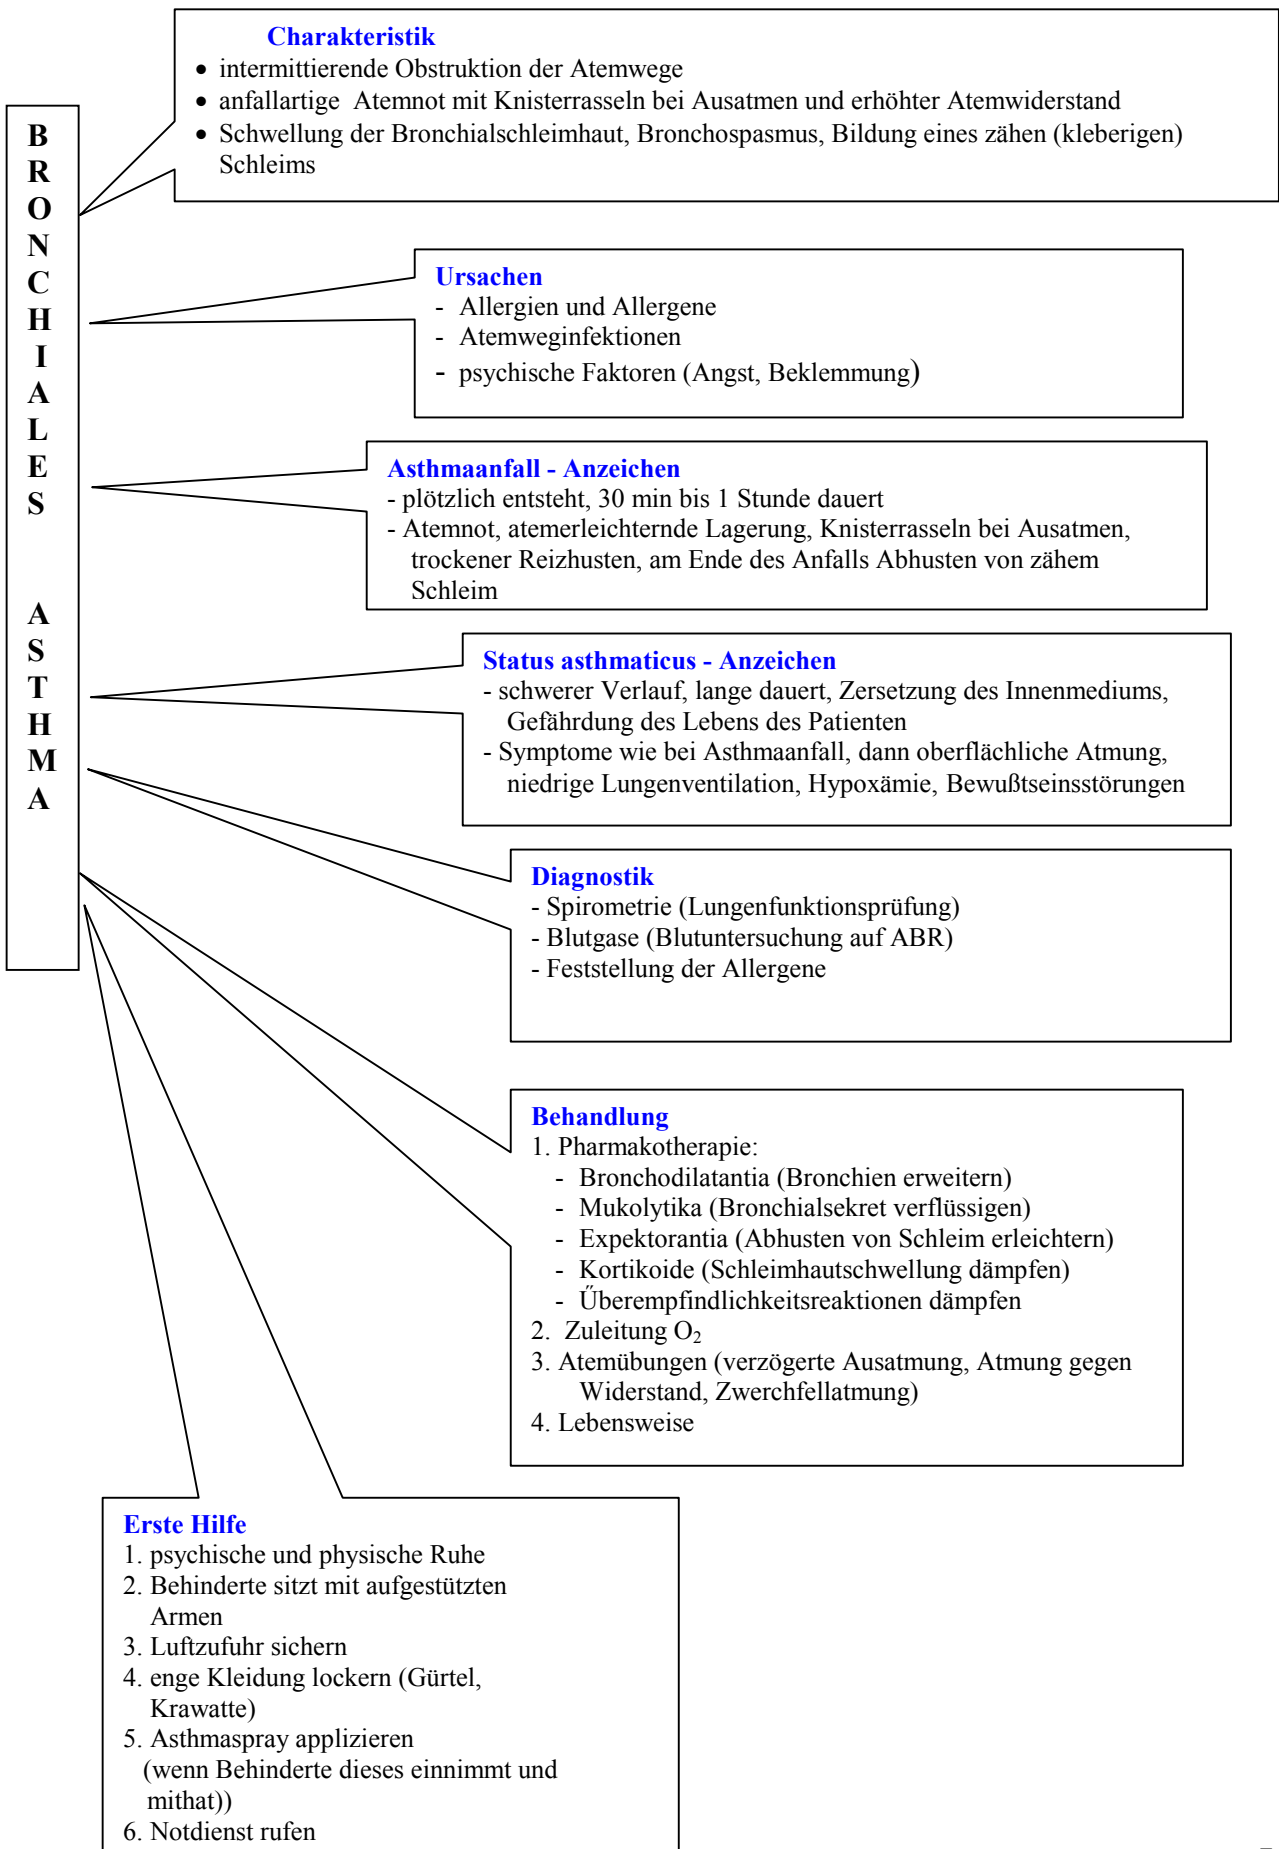 BRONCHIALES ASTHMA
Charakteristik
• intermittierende Obstruktion der Atemwege
• anfallartige Atemnot mit Knisterrasseln bei Ausatmen und erhöhter Atemwiderstand
• Schwellung der Bronchialschleimhaut, Bronchospasmus, Bildung eines zähen (kleberigen)
Schleims
Ursachen
- Allergien und Allergene
- Atemweginfektionen
- psychische Faktoren (Angst, Beklemmung)
Asthmaanfall - Anzeichen
- plötzlich entsteht, 30 min bis 1 Stunde dauert
- Atemnot, atemerleichternde Lagerung, Knisterrasseln bei Ausatmen,
trockener Reizhusten, am Ende des Anfalls Abhusten von zähem
Schleim
Status asthmaticus - Anzeichen
- schwerer Verlauf, lange dauert, Zersetzung des Innenmediums,
Gefährdung des Lebens des Patienten
- Symptome wie bei Asthmaanfall, dann oberflächliche Atmung,
niedrige Lungenventilation, Hypoxämie, Bewußtseinsstörungen
Diagnostik
- Spirometrie (Lungenfunktionsprüfung)
- Blutgase (Blutuntersuchung auf ABR)
- Feststellung der Allergene
Behandlung
1. Pharmakotherapie:
- Bronchodilatantia (Bronchien erweitern)
- Mukolytika (Bronchialsekret verflüssigen)
- Expektorantia (Abhusten von Schleim erleichtern)
- Kortikoide (Schleimhautschwellung dämpfen)
- Űberempfindlichkeitsreaktionen dämpfen
2. Zuleitung O₂
3. Atemübungen (verzögerte Ausatmung, Atmung gegen
Widerstand, Zwerchfellatmung)
4. Lebensweise
Erste Hilfe
1. psychische und physische Ruhe
2. Behinderte sitzt mit aufgestützten
Armen
3. Luftzufuhr sichern
4. enge Kleidung lockern (Gürtel,
Krawatte)
5. Asthmaspray applizieren
(wenn Behinderte dieses einnimmt und
mithat))
6. Notdienst rufen